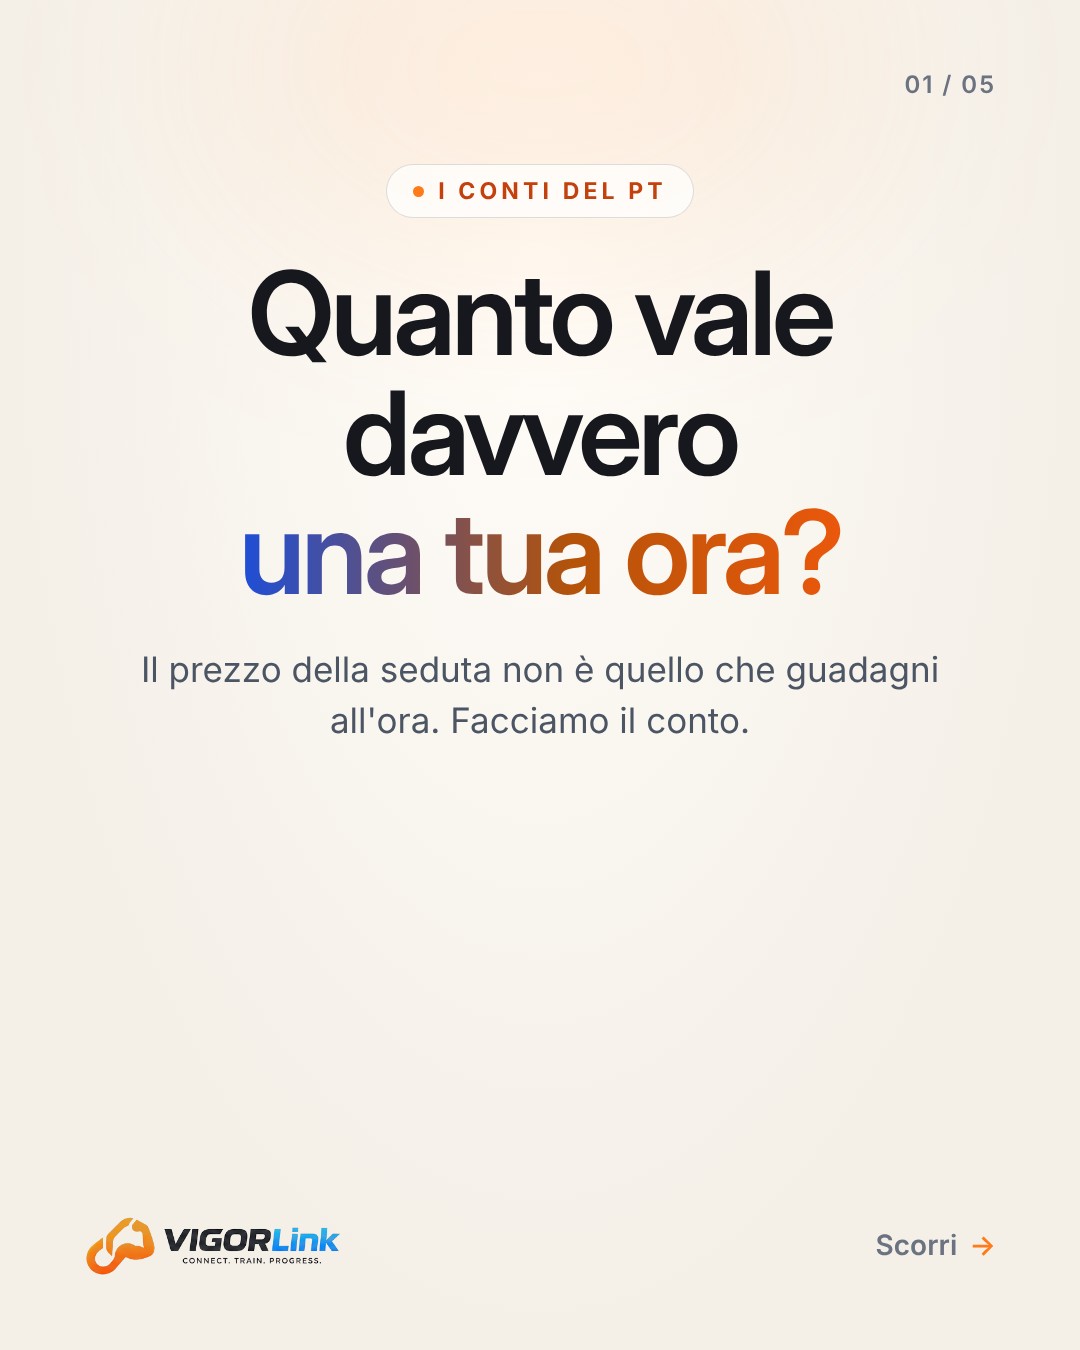 01 / 05
I CONTI DEL PT
Quanto vale
davvero
una tua ora?
Il prezzo della seduta non è quello che guadagni
all'ora. Facciamo il conto.
VIGORLink
CONNECT. TRAIN. PROGRESS.
Scorri →